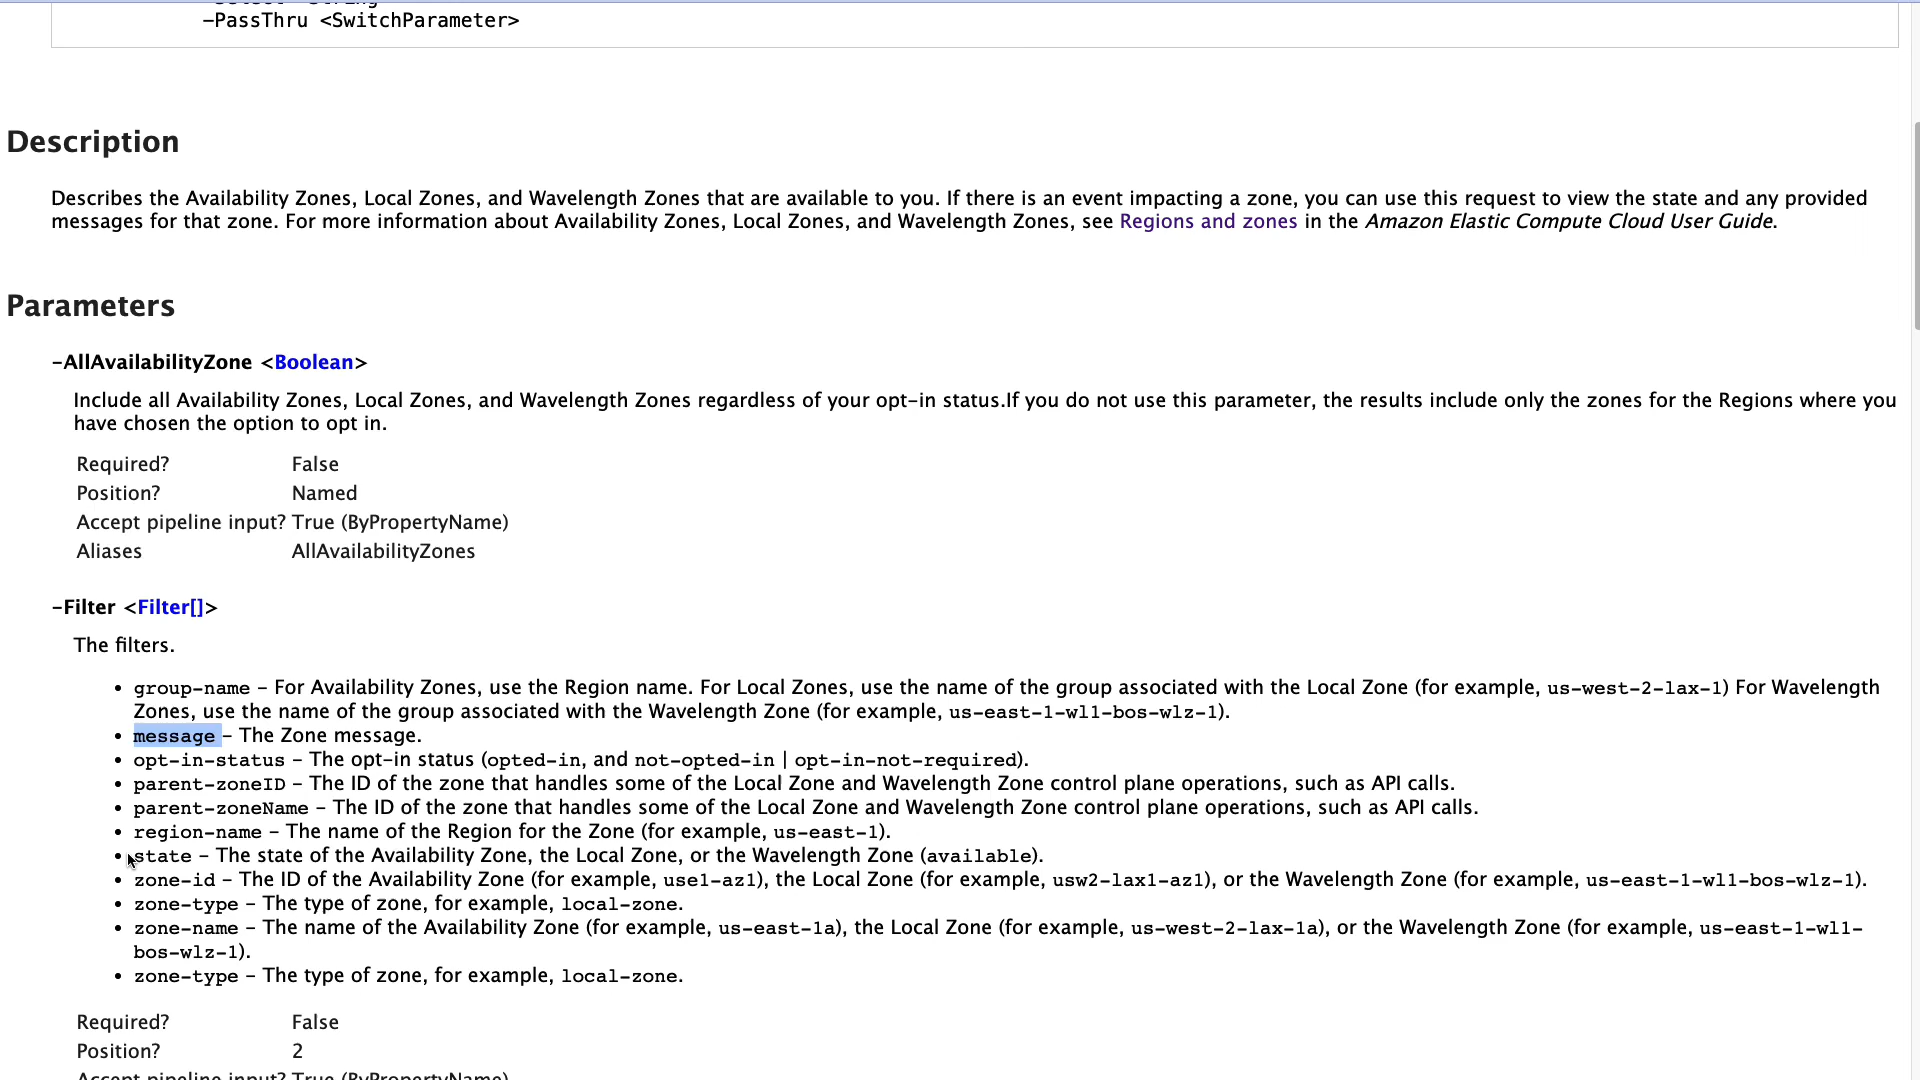 -PassThru <SwitchParameter>
Description
Describes the Availability Zones, Local Zones, and Wavelength Zones that are available to you. If there is an event impacting a zone, you can use this request to view the state and any provided
messages for that zone. For more information about Availability Zones, Local Zones, and Wavelength Zones, see Regions and zones in the Amazon Elastic Compute Cloud User Guide.
Parameters
-AllAvailabilityZone <Boolean>
Include all Availability Zones, Local Zones, and Wavelength Zones regardless of your opt-in status.If you do not use this parameter, the results include only the zones for the Regions where you
have chosen the option to opt in.
Required? False
Position? Named
Accept pipeline input? True (ByPropertyName)
Aliases AllAvailabilityZones
-Filter <Filter[]>
The filters.
• group-name - For Availability Zones, use the Region name. For Local Zones, use the name of the group associated with the Local Zone (for example, us-west-2-lax-1) For Wavelength
Zones, use the name of the group associated with the Wavelength Zone (for example, us-east-1-wl1-bos-wlz-1).
• message - The Zone message.
• opt-in-status - The opt-in status (opted-in, and not-opted-in | opt-in-not-required).
• parent-zoneID - The ID of the zone that handles some of the Local Zone and Wavelength Zone control plane operations, such as API calls.
• parent-zoneName - The ID of the zone that handles some of the Local Zone and Wavelength Zone control plane operations, such as API calls.
• region-name - The name of the Region for the Zone (for example, us-east-1).
• state - The state of the Availability Zone, the Local Zone, or the Wavelength Zone (available).
• zone-id - The ID of the Availability Zone (for example, use1-az1), the Local Zone (for example, usw2-lax1-az1), or the Wavelength Zone (for example, us-east-1-wl1-bos-wlz-1).
• zone-type - The type of zone, for example, local-zone.
• zone-name - The name of the Availability Zone (for example, us-east-1a), the Local Zone (for example, us-west-2-lax-1a), or the Wavelength Zone (for example, us-east-1-wl1-
bos-wlz-1).
• zone-type - The type of zone, for example, local-zone.
Required? False
Position? 2
Accept pipeline input? True (ByPropertyName)